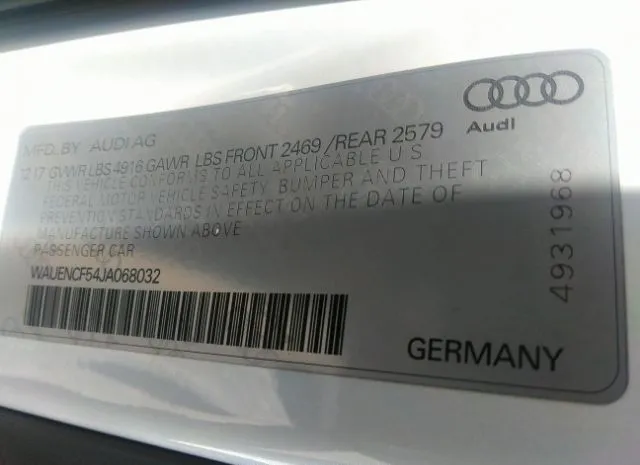 MFD. BY AUDI AG
12 17 GVWR LBS 4916 GAWR LBS FRONT 2469 /REAR 2579
THIS VEHICLE CONFORMS TO ALL APPLICABLE U S
FEDERAL MOTOR VEHICLE SAFETY, BUMPER AND THEFT
PREVENTION STANDARDS IN EFFECT ON THE DATE OF
MANUFACTURE SHOWN ABOVE
PASSENGER CAR
WAUENCF54JA068032
Audi
4931968
GERMANY